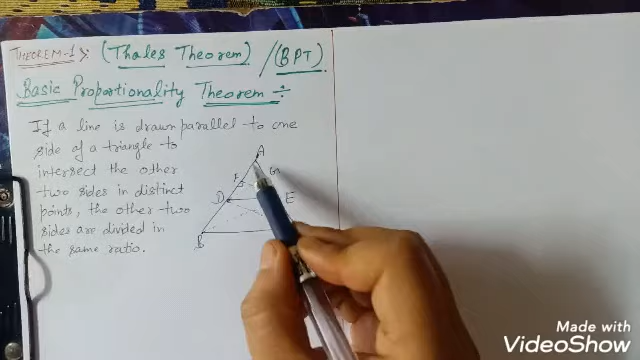 THEOREM-1:> (Thales Theorem) / (BPT)
Basic Proportionality Theorem ÷
If a line is drawn parallel to one
side of a triangle to
intersect the other
two sides in distinct
points, the other two
sides are divided in
the same ratio.
A
F G
D E
B
Made with
VideoShow